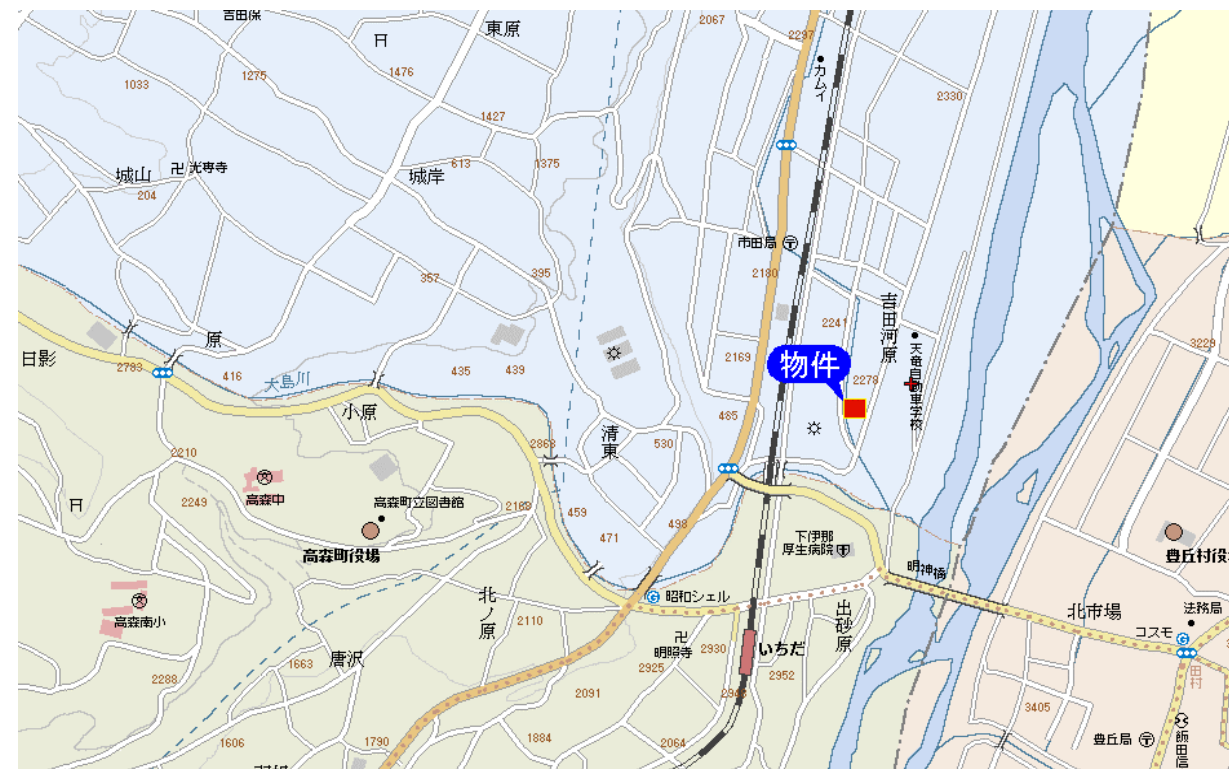 吉田保
東原
2067
2297
カムイ
1033
1275
1476
1427
2330
城山
光専寺
204
城岸
613
1375
市田局
2180
357
395
吉田河原
2241
日影
2783
原
416
大島川
435
439
2169
物件
2278
天竜自動車学校
3229
小原
485
2868
清東
530
2210
高森中
2249
高森町立図書館
2169
459
498
高森町役場
471
下伊那
厚生病院
明神橋
豊丘村役
昭和シェル
北ノ原
出砂原
北市場
法務局
コスモ
高森南小
2110
明照寺
2930
いちだ
1663
唐沢
2925
2952
田村
2288
2091
3405
1606
1790
1884
2064
豊丘局
飯田信